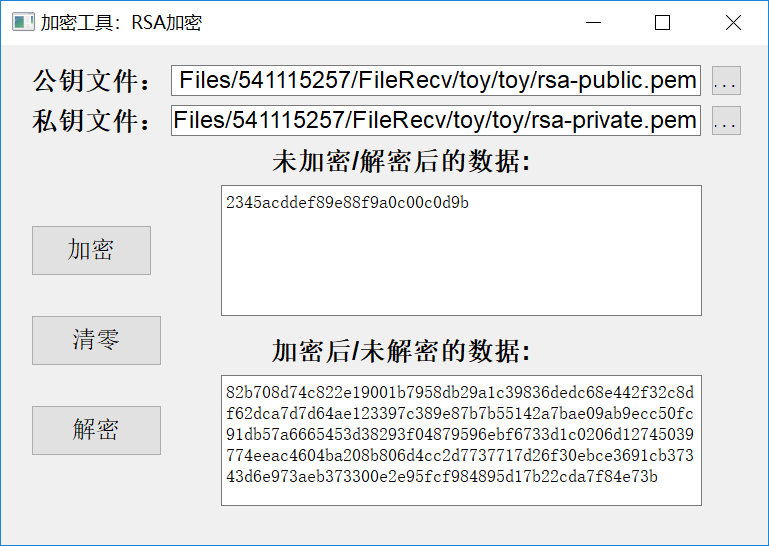 加密工具：RSA加密
公钥文件： Files/541115257/FileRecv/toy/toy/rsa-public.pem ...
私钥文件： Files/541115257/FileRecv/toy/toy/rsa-private.pem ...
未加密/解密后的数据:
2345acddef89e88f9a0c00c0d9b
加密
清零
加密后/未解密的数据:
82b708d74c822e19001b7958db29a1c39836dedc68e442f32c8d
f62dca7d7d64ae123397c389e87b7b55142a7bae09ab9ecc50fc
91db57a6665453d38293f04879596ebf6733d1c0206d12745039
774eeac4604ba208b806d4cc2d7737717d26f30ebce3691cb373
43d6e973aeb373300e2e95fcf984895d17b22cda7f84e73b
解密